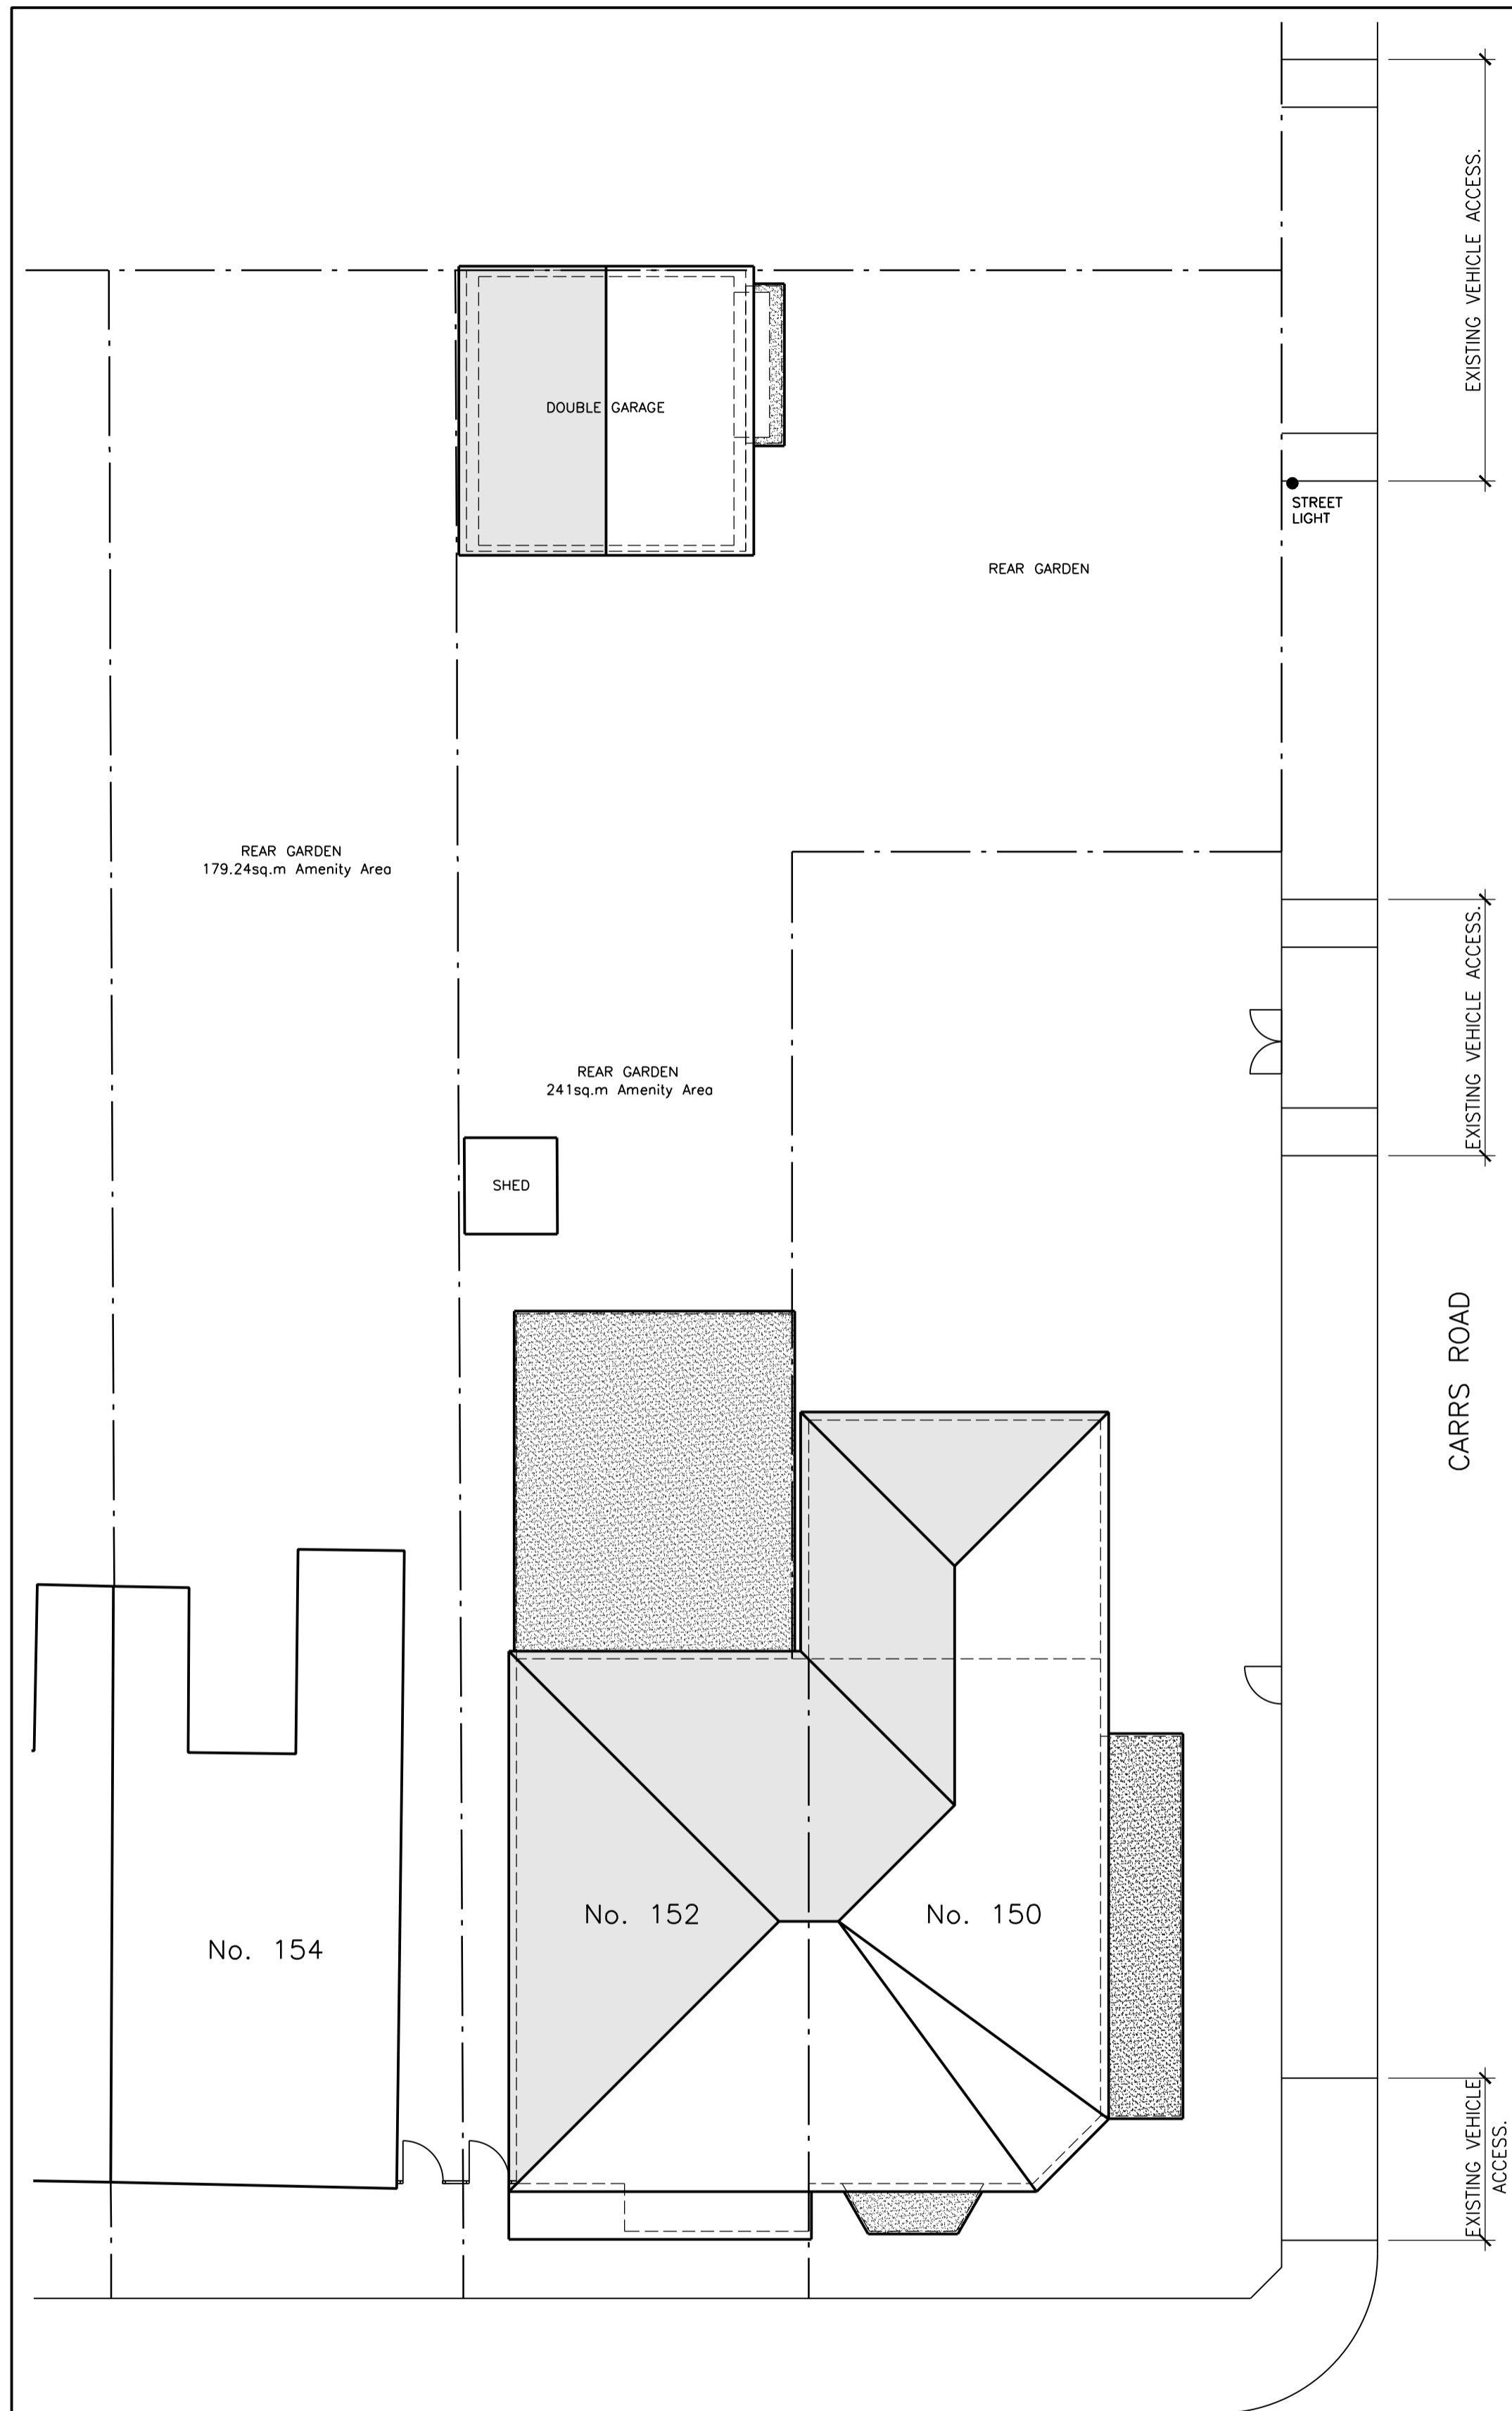 EXISTING VEHICLE ACCESS.
DOUBLE GARAGE
STREET
LIGHT
REAR GARDEN
REAR GARDEN
179.24sq.m Amenity Area
EXISTING VEHICLE ACCESS.
REAR GARDEN
241sq.m Amenity Area
SHED
CARRS ROAD
No. 152
No. 150
No. 154
EXISTING VEHICLE
ACCESS.